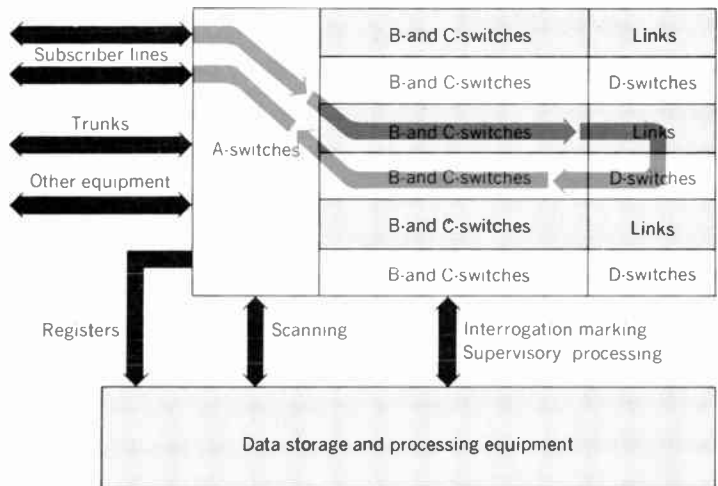 B-and C-switches Links
Subscriber lines
B-and C-switches D-switches
Trunks
B-and C-switches Links
A-switches
Other equipment
B-and C-switches D-switches
B-and C-switches Links
B-and C-switches D-switches
Registers
Scanning
Interrogation marking
Supervisory processing
Data storage and processing equipment